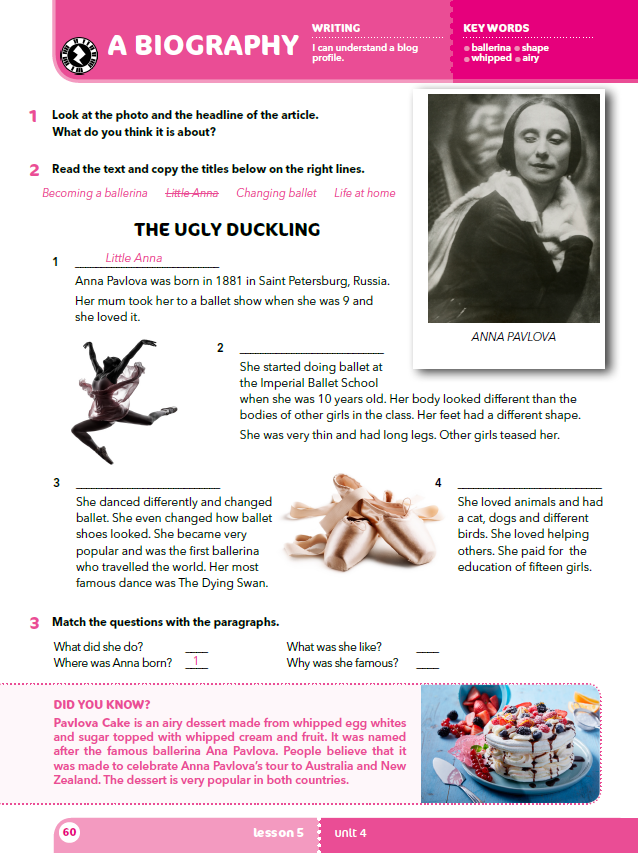 A BIOGRAPHY
WRITING
I can understand a blog
profile.
KEY WORDS
ballerina shape
whipped airy
1 Look at the photo and the headline of the article.
What do you think it is about?
2 Read the text and copy the titles below on the right lines.
Becoming a ballerina Little Anna Changing ballet Life at home
THE UGLY DUCKLING
1 Little Anna
Anna Pavlova was born in 1881 in Saint Petersburg, Russia.
Her mum took her to a ballet show when she was 9 and
she loved it.
ANNA PAVLOVA
2 ____
She started doing ballet at
the Imperial Ballet School
when she was 10 years old. Her body looked different than the
bodies of other girls in the class. Her feet had a different shape.
She was very thin and had long legs. Other girls teased her.
3 ____
She danced differently and changed
ballet. She even changed how ballet
shoes looked. She became very
popular and was the first ballerina
who travelled the world. Her most
famous dance was The Dying Swan.
4 ____
She loved animals and had
a cat, dogs and different
birds. She loved helping
others. She paid for the
education of fifteen girls.
3 Match the questions with the paragraphs.
What did she do? ____ What was she like? ____
Where was Anna born? 1 Why was she famous? ____
DID YOU KNOW?
Pavlova Cake is an airy dessert made from whipped egg whites
and sugar topped with whipped cream and fruit. It was named
after the famous ballerina Ana Pavlova. People believe that it
was made to celebrate Anna Pavlova's tour to Australia and New
Zealand. The dessert is very popular in both countries.
60 lesson 5 unit 4